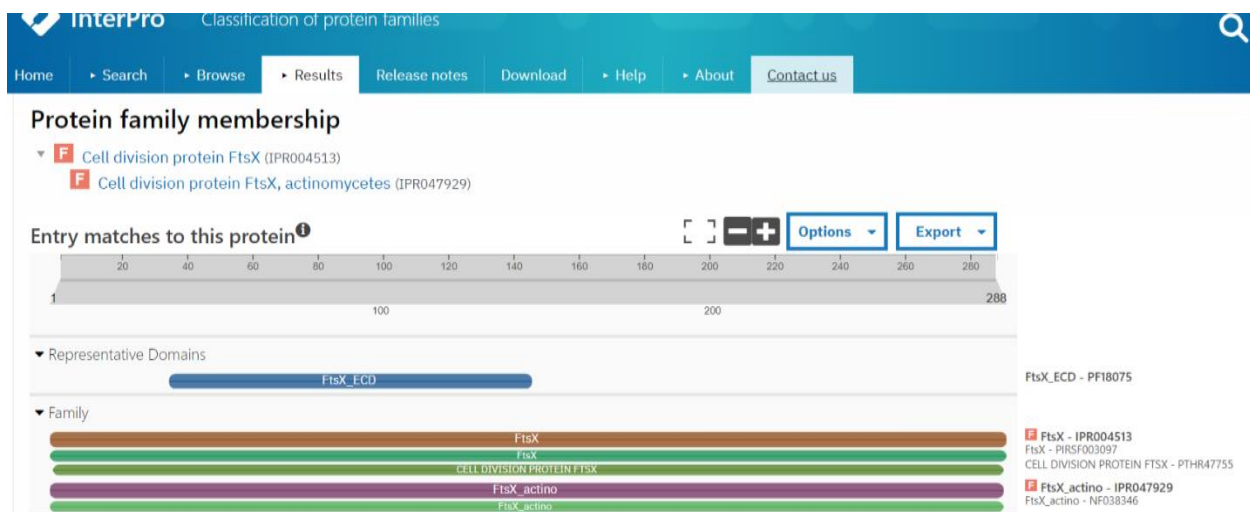 InterPro Classification of protein families
Home ▸ Search ▸ Browse ▸ Results Release notes Download ▸ Help ▸ About Contact us
Protein family membership
F Cell division protein FtsX (IPR004513)
F Cell division protein FtsX, actinomycetes (IPR047929)
Entry matches to this protein Options Export
20 40 60 80 100 120 140 160 180 200 220 240 260 280
1 288
100 200
Representative Domains
FtsX_ECD FtsX_ECD - PF18075
Family
FtsX F FtsX - IPR004513
FtsX FtsX - PIRSF003097
CELL DIVISION PROTEIN FTSX CELL DIVISION PROTEIN FTSX - PTHR47755
FtsX_actino F FtsX_actino - IPR047929
FtsX_actino FtsX_actino - NF038346